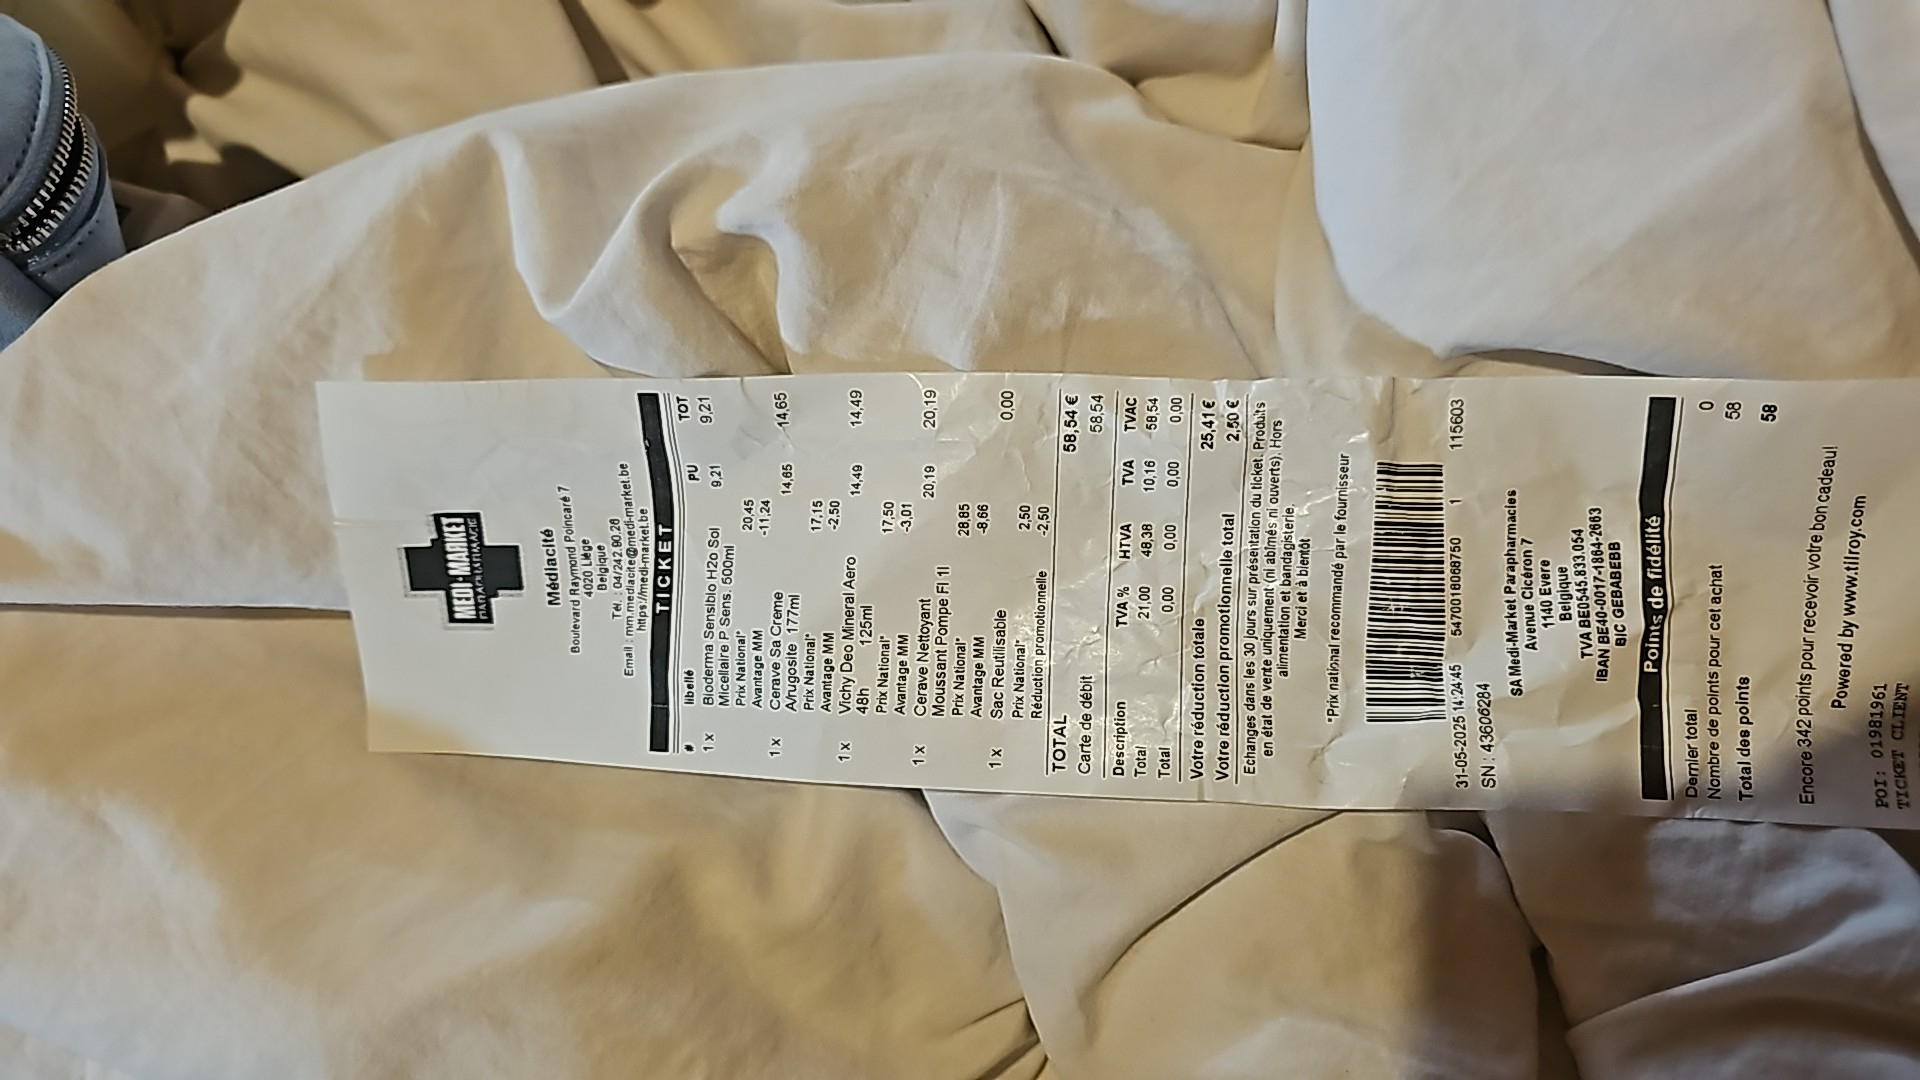 MEDI-MARKET
PARAPHARMACIE
Médiacité
Boulevard Raymond Poincaré 7
4020 Liège
Belgique
Tel. : 04/242.90.28
Email : mm.mediacite@medi-market.be
https://medi-market.be
TICKET
# libellé PU TOT
1 x Bioderma Sensibio H2o Sol 9,21 9,21
Micellaire P Sens. 500ml
Prix National* 20,45
Avantage MM -11,24
1 x Cerave Sa Creme 14,65 14,65
A/rugosite 177ml
Prix National* 17,15
Avantage MM -2,50
1 x Vichy Deo Mineral Aero 14,49 14,49
48h 125ml
Prix National* 17,50
Avantage MM -3,01
1 x Cerave Nettoyant 20,19 20,19
Moussant Pompe Fl 1l
Prix National* 28,85
Avantage MM -8,66
1 x Sac Reutilisable 0,00
Prix National* 2,50
Réduction promotionnelle -2,50
TOTAL 58,54 €
Carte de débit 58,54
Description TVA % HTVA TVA TVAC
Total 21,00 48,38 10,16 58,54
Total 0,00 0,00 0,00 0,00
Votre réduction totale 25,41 €
Votre réduction promotionnelle total 2,50 €
Echanges dans les 30 jours sur présentation du ticket. Produits
en état de vente uniquement (ni abîmés ni ouverts). Hors
alimentation et bandagisterie.
Merci et à bientôt
*Prix national recommandé par le fournisseur
31-05-2025 14:24:45 5470018068750 1 115603
SN : 43606284
SA Medi-Market Parapharmacies
Avenue Cicéron 7
1140 Evere
Belgique
TVA BE0545.833.054
IBAN BE40-0017-1864-2663
BIC GEBABEBB
Points de fidélité
Dernier total 0
Nombre de points pour cet achat 58
Total des points 58
Encore 342 points pour recevoir votre bon cadeau!
Powered by www.tilroy.com
POI: 01981961
TICKET CLIENT